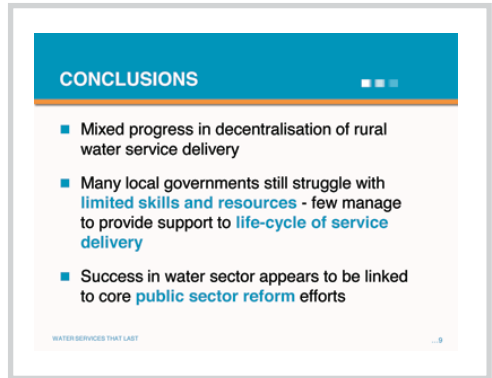 CONCLUSIONS
Mixed progress in decentralisation of rural
water service delivery
Many local governments still struggle with
limited skills and resources - few manage
to provide support to life-cycle of service
delivery
Success in water sector appears to be linked
to core public sector reform efforts
WATER SERVICES THAT LAST
...9